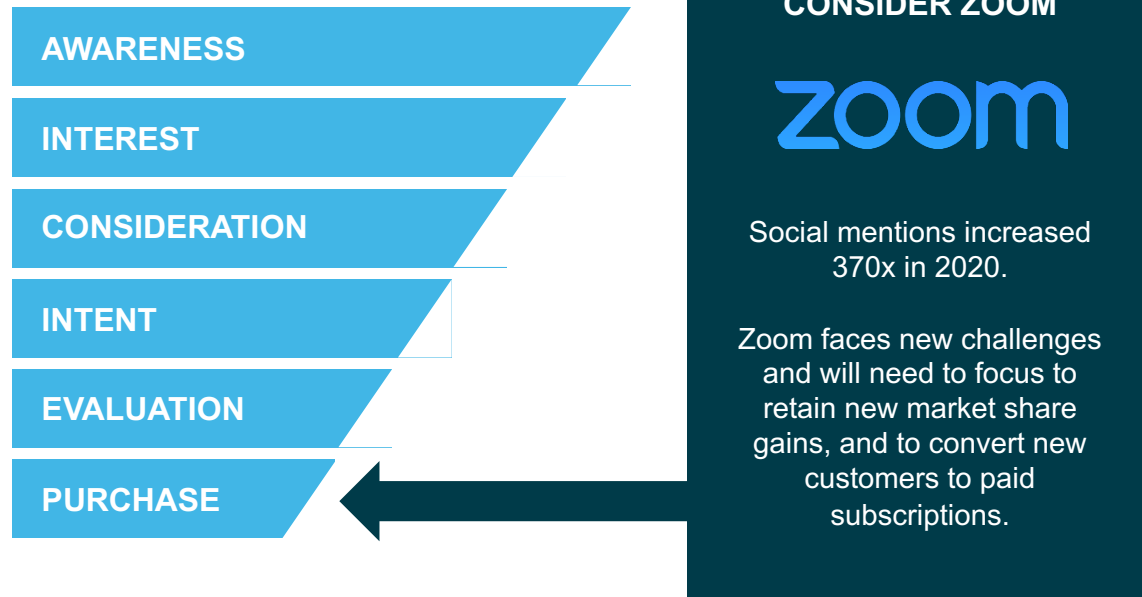 AWARENESS
INTEREST
CONSIDERATION
INTENT
EVALUATION
PURCHASE
CONSIDER ZOOM
zoom
Social mentions increased
370x in 2020.
Zoom faces new challenges
and will need to focus to
retain new market share
gains, and to convert new
customers to paid
subscriptions.